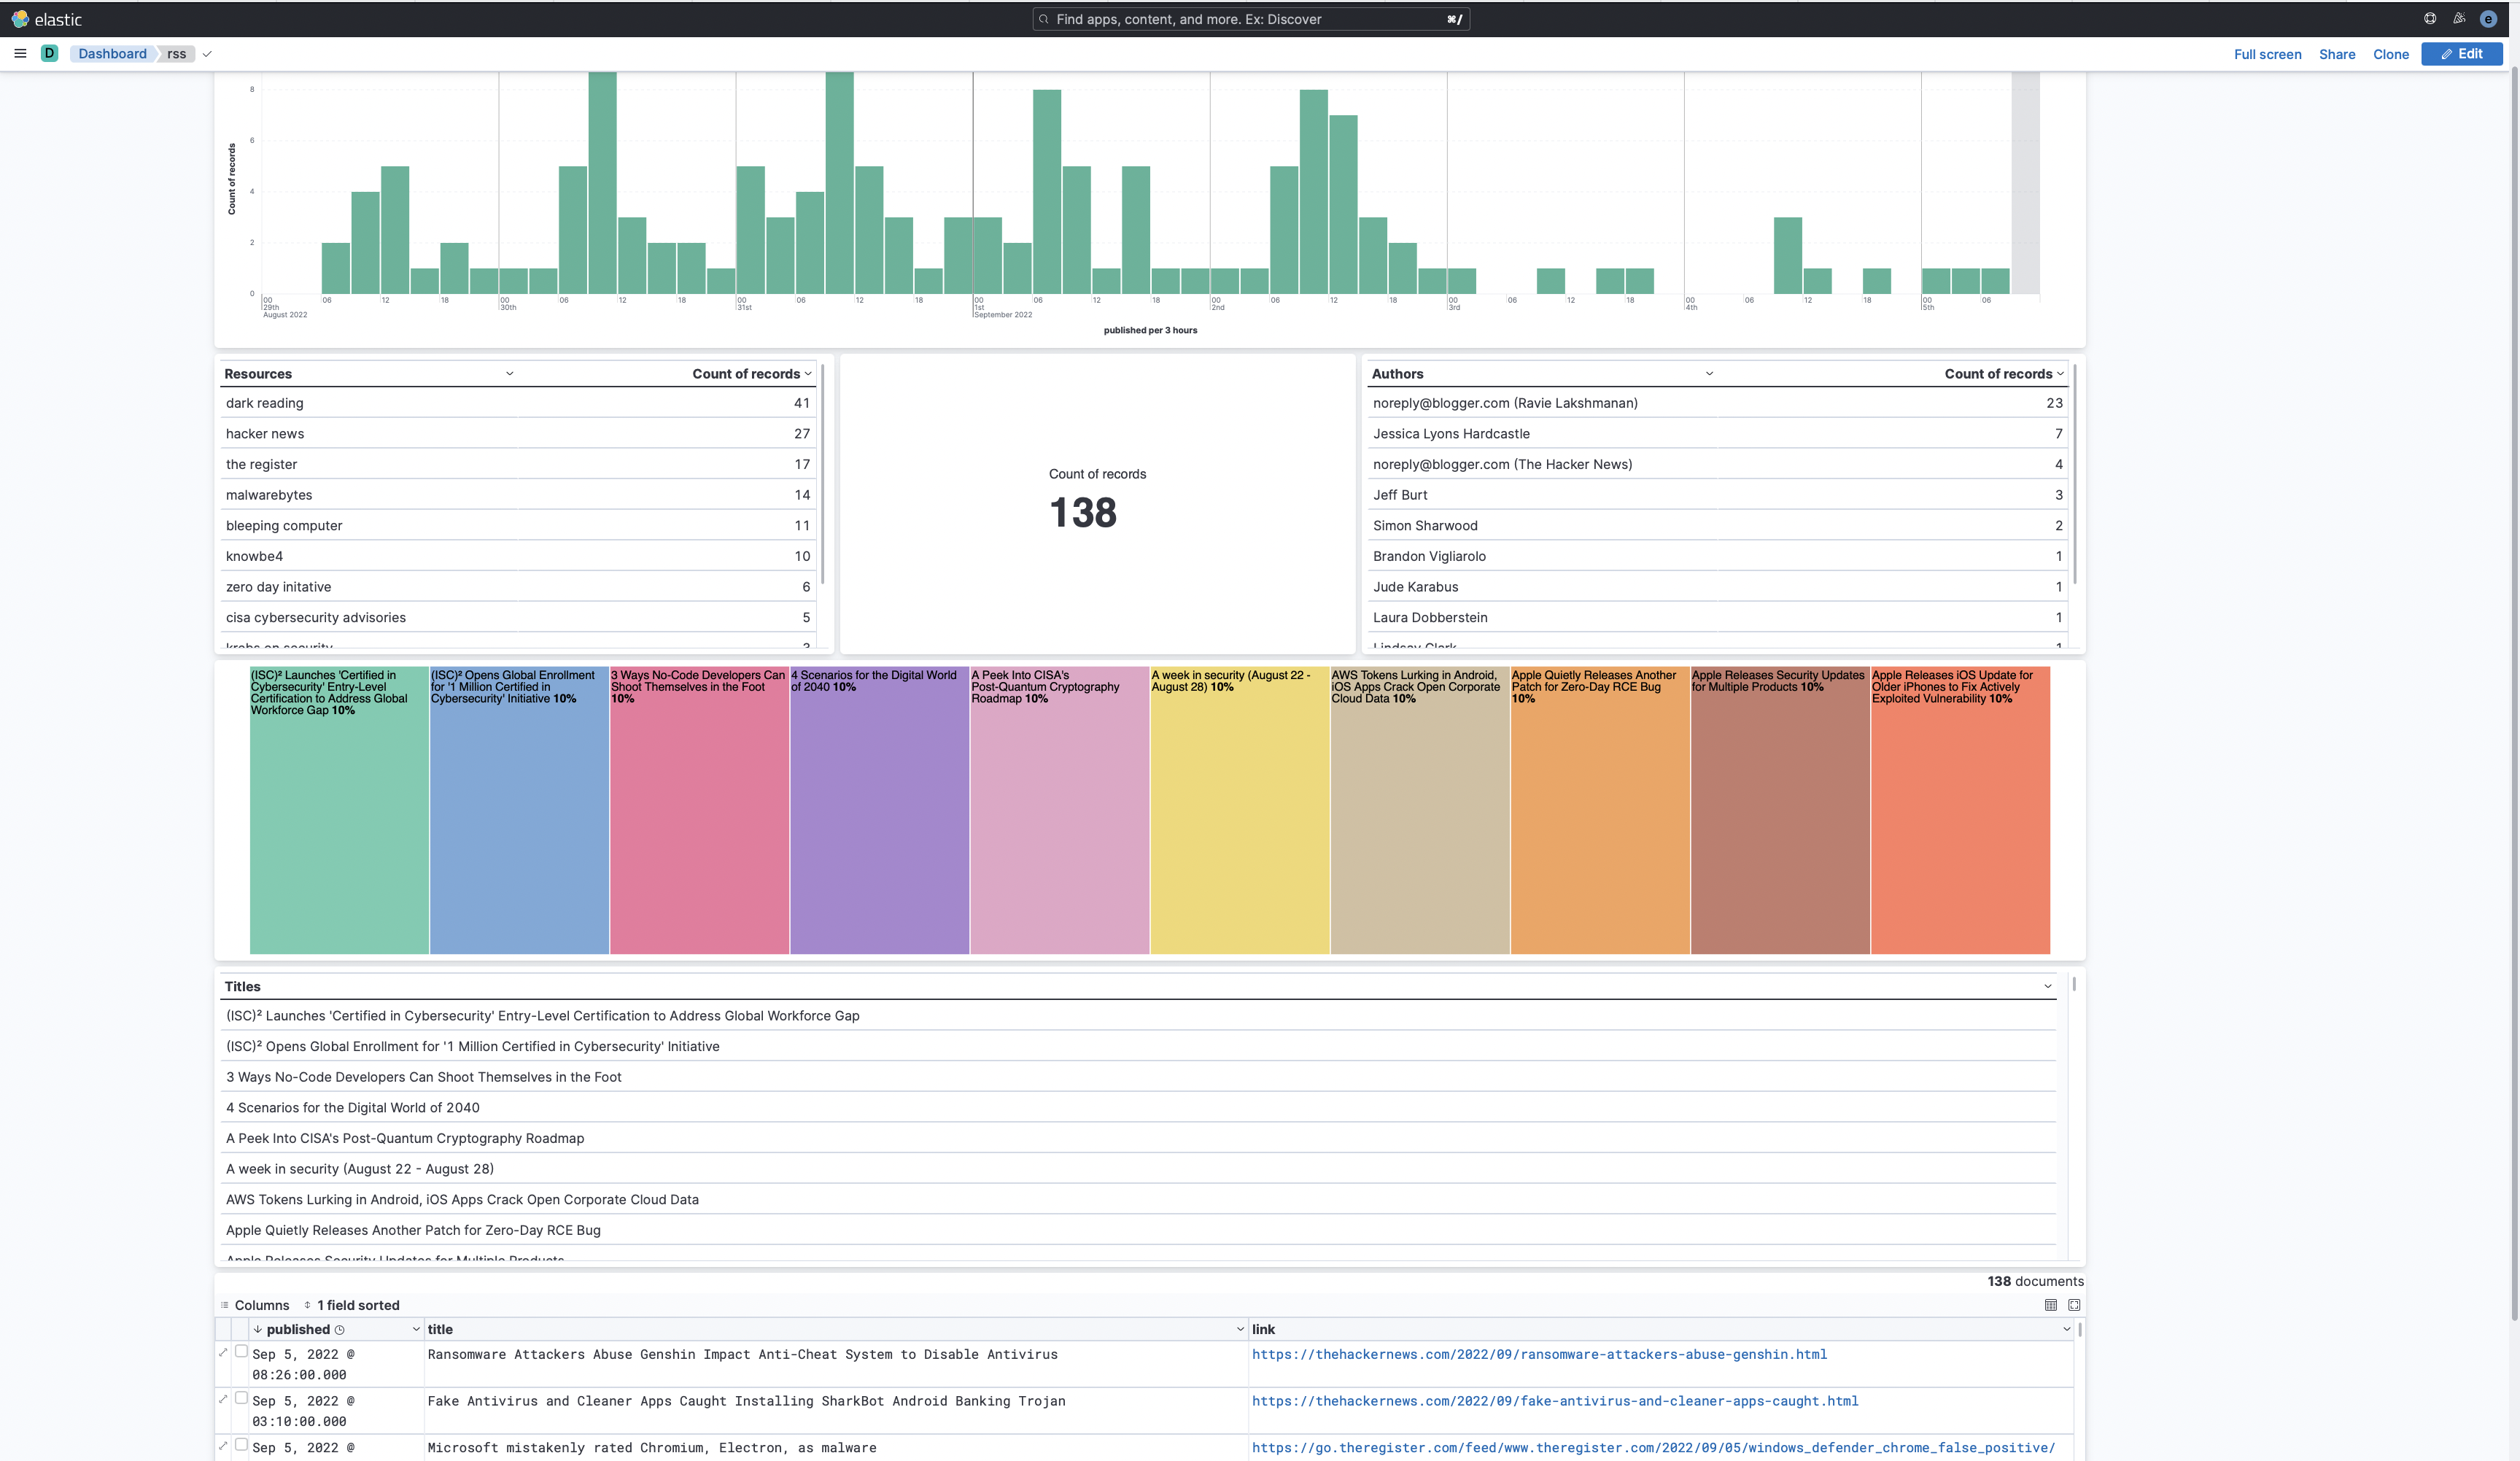 elastic
Find apps, content, and more. Ex: Discover
⌘/
e
D
Dashboard
rss
Full screen
Share
Clone
Edit
Count of records
8
6
4
2
0
00 06 12 18 00 06 12 18 00 06 12 18 00 06 12 18 00 06 12 18 00 06 12 18 00 06 12 18 00 06
29th 30th 31st 1st 2nd 3rd 4th 5th
August 2022 September 2022
published per 3 hours
Resources Count of records
dark reading 41
hacker news 27
the register 17
malwarebytes 14
bleeping computer 11
knowbe4 10
zero day initative 6
cisa cybersecurity advisories 5
krebs on security 3
Count of records
138
Authors Count of records
noreply@blogger.com (Ravie Lakshmanan) 23
Jessica Lyons Hardcastle 7
noreply@blogger.com (The Hacker News) 4
Jeff Burt 3
Simon Sharwood 2
Brandon Vigliarolo 1
Jude Karabus 1
Laura Dobberstein 1
Lindsay Clark 1
(ISC)² Launches 'Certified in
Cybersecurity' Entry-Level
Certification to Address Global
Workforce Gap 10%
(ISC)² Opens Global Enrollment
for '1 Million Certified in
Cybersecurity' Initiative 10%
3 Ways No-Code Developers Can
Shoot Themselves in the Foot
10%
4 Scenarios for the Digital World
of 2040 10%
A Peek Into CISA's
Post-Quantum Cryptography
Roadmap 10%
A week in security (August 22 -
August 28) 10%
AWS Tokens Lurking in Android,
iOS Apps Crack Open Corporate
Cloud Data 10%
Apple Quietly Releases Another
Patch for Zero-Day RCE Bug
10%
Apple Releases Security Updates
for Multiple Products 10%
Apple Releases iOS Update for
Older iPhones to Fix Actively
Exploited Vulnerability 10%
Titles
(ISC)² Launches 'Certified in Cybersecurity' Entry-Level Certification to Address Global Workforce Gap
(ISC)² Opens Global Enrollment for '1 Million Certified in Cybersecurity' Initiative
3 Ways No-Code Developers Can Shoot Themselves in the Foot
4 Scenarios for the Digital World of 2040
A Peek Into CISA's Post-Quantum Cryptography Roadmap
A week in security (August 22 - August 28)
AWS Tokens Lurking in Android, iOS Apps Crack Open Corporate Cloud Data
Apple Quietly Releases Another Patch for Zero-Day RCE Bug
Apple Releases Security Updates for Multiple Products
138 documents
Columns 1 field sorted
published title link
Sep 5, 2022 @ Ransomware Attackers Abuse Genshin Impact Anti-Cheat System to Disable Antivirus https://thehackernews.com/2022/09/ransomware-attackers-abuse-genshin.html
08:26:00.000
Sep 5, 2022 @ Fake Antivirus and Cleaner Apps Caught Installing SharkBot Android Banking Trojan https://thehackernews.com/2022/09/fake-antivirus-and-cleaner-apps-caught.html
03:10:00.000
Sep 5, 2022 @ Microsoft mistakenly rated Chromium, Electron, as malware https://go.theregister.com/feed/www.theregister.com/2022/09/05/windows_defender_chrome_false_positive/